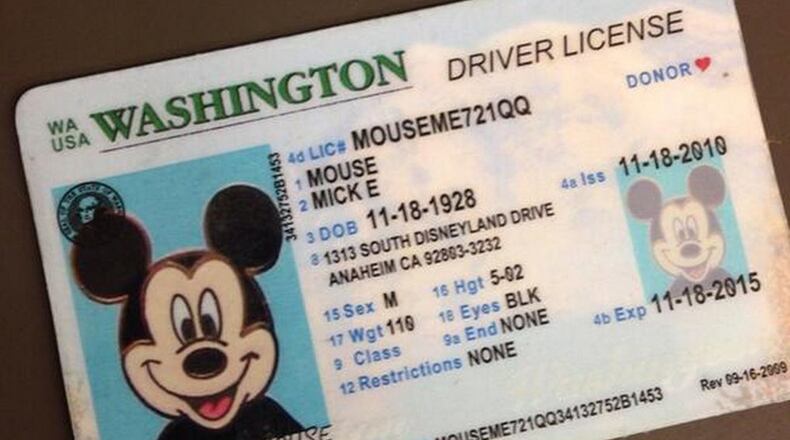 WA
USA
WASHINGTON
DRIVER LICENSE
DONOR
4d LIC# MOUSEME721QQ
1 MOUSE
2 MICK E
3 DOB 11-18-1928
4a Iss 11-18-2010
8 1313 SOUTH DISNEYLAND DRIVE
ANAHEIM CA 92803-3232
15 Sex M
16 Hgt 5-02
17 Wgt 110
18 Eyes BLK
9 Class
9a End NONE
12 Restrictions NONE
4b Exp 11-18-2015
34132752B1453
MOUSEME721QQ34132752B1453
Rev 09-16-2009